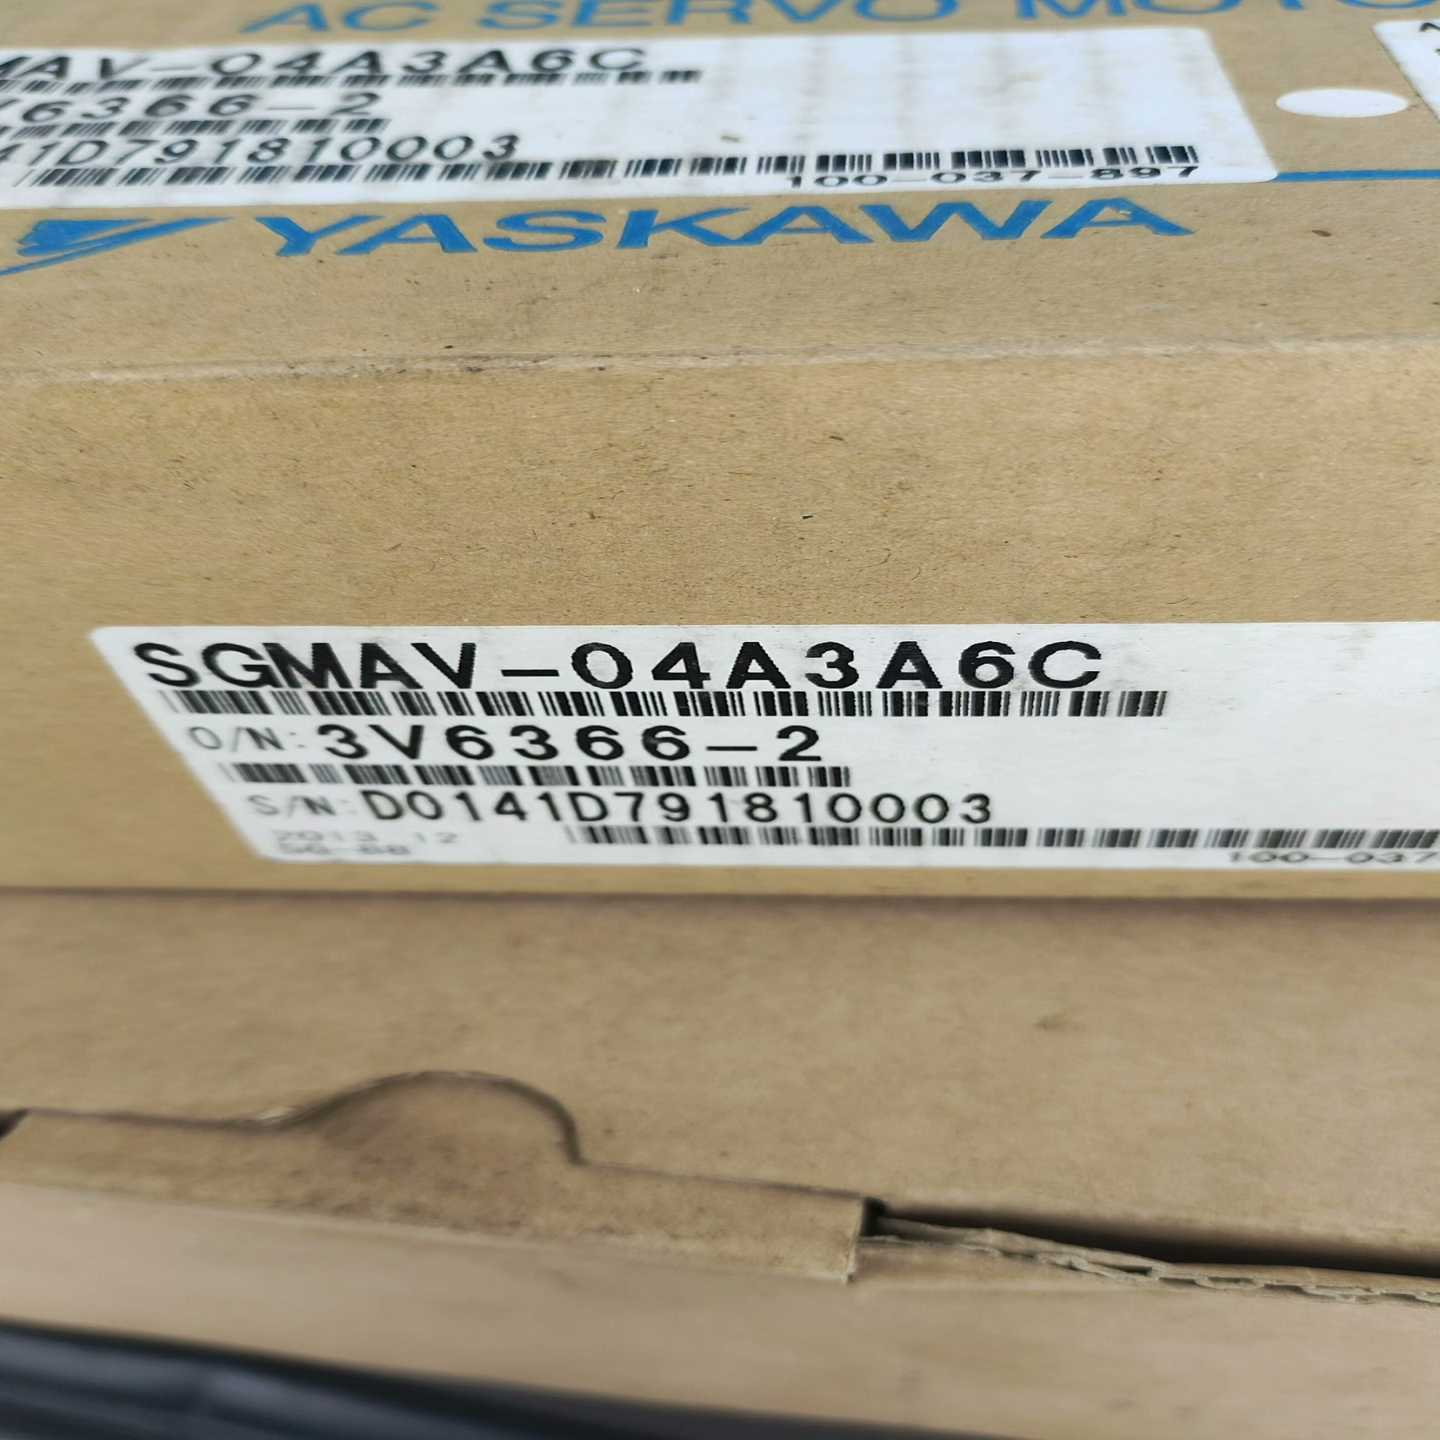 AC SERVO MOTO
MAV-04A3A6C
6366-2
41D791810003
100-037-897
YASKAWA
SGMAV-04A3A6C
O/N: 3V6366-2
S/N: D0141D791810003
2013.12
100-037